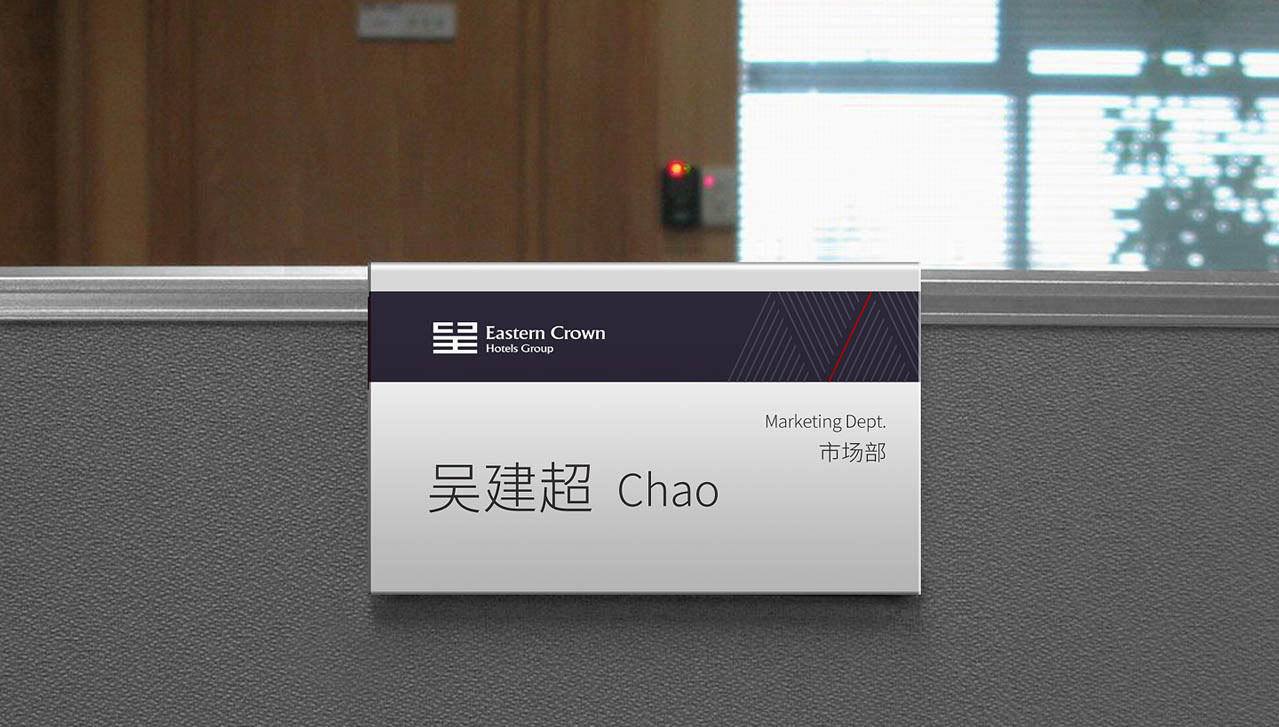 Eastern Crown
Hotels Group
Marketing Dept.
市场部
吴建超 Chao